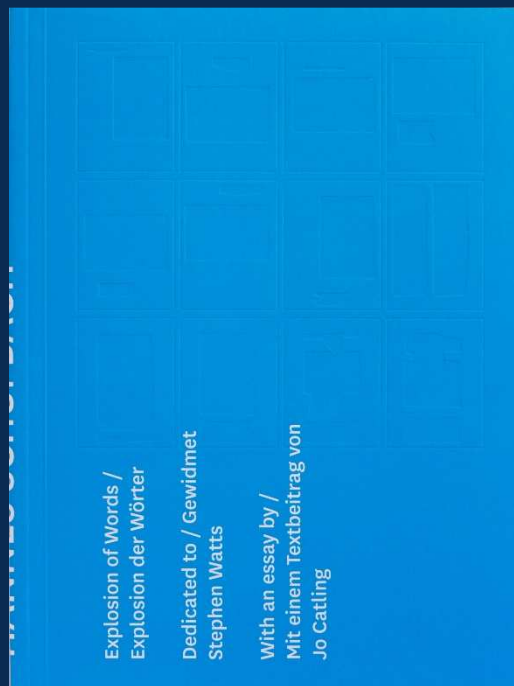 Explosion of Words /
Explosion der Wörter
Dedicated to / Gewidmet
Stephen Watts
With an essay by /
Mit einem Textbeitrag von
Jo Catling